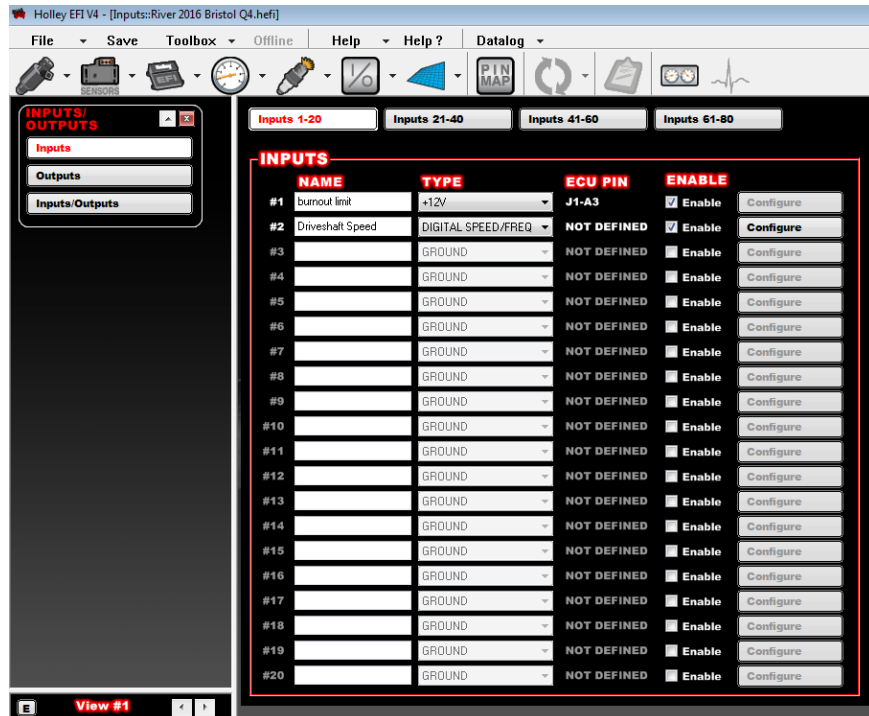 Holley EFI V4 - [Inputs::River 2016 Bristol Q4.hefi]
File Save Toolbox Offline Help Help ? Datalog
SENSORS EFI I/O PIN MAP
INPUTS/
OUTPUTS
Inputs
Outputs
Inputs/Outputs
Inputs 1-20 Inputs 21-40 Inputs 41-60 Inputs 61-80
INPUTS
NAME TYPE ECU PIN ENABLE
#1 burnout limit +12V J1-A3 Enable Configure
#2 Driveshaft Speed DIGITAL SPEED/FREQ NOT DEFINED Enable Configure
#3 GROUND NOT DEFINED Enable Configure
#4 GROUND NOT DEFINED Enable Configure
#5 GROUND NOT DEFINED Enable Configure
#6 GROUND NOT DEFINED Enable Configure
#7 GROUND NOT DEFINED Enable Configure
#8 GROUND NOT DEFINED Enable Configure
#9 GROUND NOT DEFINED Enable Configure
#10 GROUND NOT DEFINED Enable Configure
#11 GROUND NOT DEFINED Enable Configure
#12 GROUND NOT DEFINED Enable Configure
#13 GROUND NOT DEFINED Enable Configure
#14 GROUND NOT DEFINED Enable Configure
#15 GROUND NOT DEFINED Enable Configure
#16 GROUND NOT DEFINED Enable Configure
#17 GROUND NOT DEFINED Enable Configure
#18 GROUND NOT DEFINED Enable Configure
#19 GROUND NOT DEFINED Enable Configure
#20 GROUND NOT DEFINED Enable Configure
E View #1